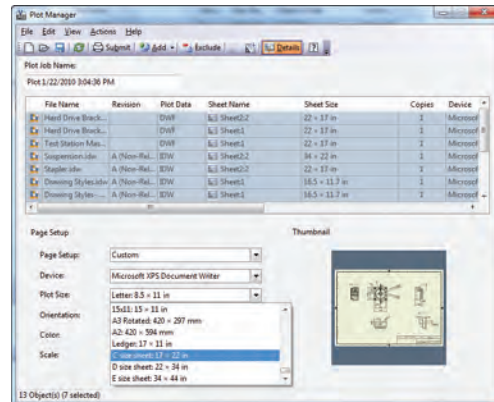 Plot Manager
File Edit View Actions Help
Submit Add Exclude Details
Plot Job Name:
Plot 1/22/2010 3:04:36 PM
File Name Revision Plot Data Sheet Name Sheet Size Copies Device
Hard Drive Brack... DWF Sheet2:2 22 × 17 in 1 Microsof
Hard Drive Brack... DWF Sheet:1 22 × 17 in 1 Microsof
Test Station Mas... DWF Sheet:1 22 × 17 in 1 Microsof
Suspension.idw A (Non-Rel... IDW Sheet2:2 34 × 22 in 1 Microsof
Stapler.idw A (Non-Rel... IDW Sheet2:2 22 × 17 in 1 Microsof
Drawing Styles.idw A (Non-Rel... IDW Sheet:1 16.5 × 11.7 in 1 Microsof
Drawing Styles-... A (Non-Rel... IDW Sheet:1 16.5 × 11.7 in 1 Microsof
Page Setup Thumbnail
Page Setup: Custom
Device: Microsoft XPS Document Writer
Plot Size: Letter: 8.5 × 11 in
Orientation:
Color:
Scale:
15x11: 15 × 11 in
A3 Rotated: 420 × 297 mm
A2: 420 × 594 mm
Ledger: 17 × 11 in
C size sheet: 17 × 22 in
D size sheet: 22 × 34 in
E size sheet: 34 × 44 in
13 Object(s) (7 selected)